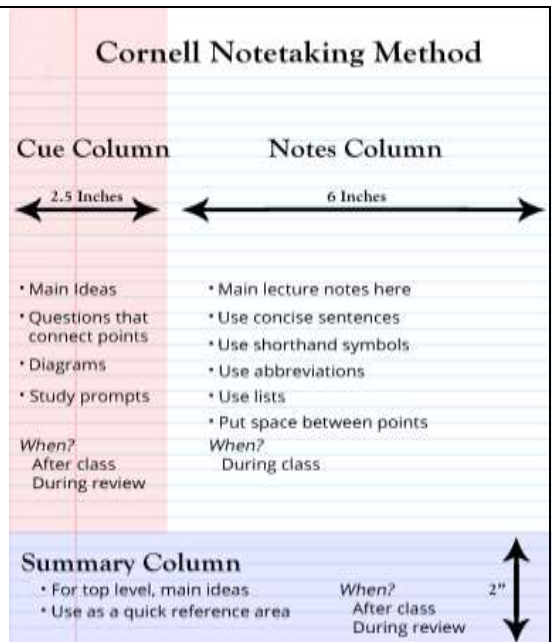 Cornell Notetaking Method
Cue Column
2.5 Inches
• Main Ideas
• Questions that
connect points
• Diagrams
• Study prompts
When?
After class
During review
Notes Column
6 Inches
• Main lecture notes here
• Use concise sentences
• Use shorthand symbols
• Use abbreviations
• Use lists
• Put space between points
When?
During class
Summary Column
• For top level, main ideas
• Use as a quick reference area
When?
After class
During review
2"